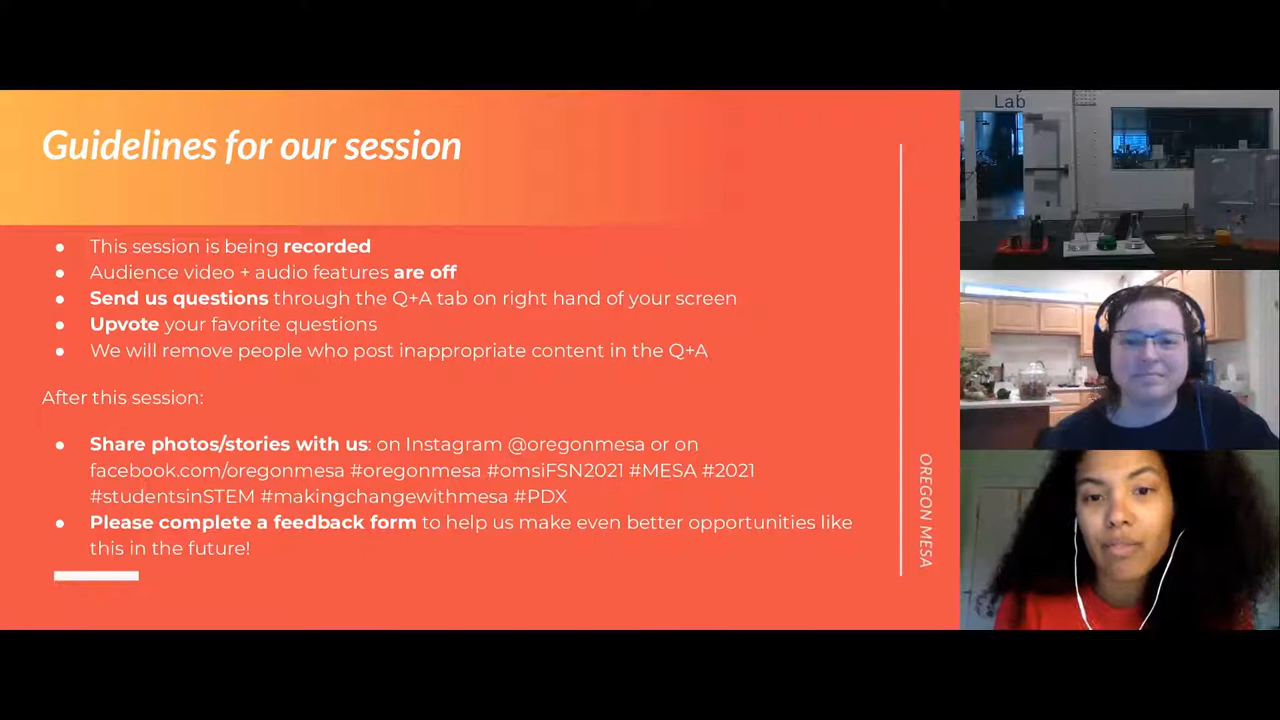 Guidelines for our session
● This session is being recorded
● Audience video + audio features are off
● Send us questions through the Q+A tab on right hand of your screen
● Upvote your favorite questions
● We will remove people who post inappropriate content in the Q+A
After this session:
● Share photos/stories with us: on Instagram @oregonmesa or on
facebook.com/oregonmesa #oregonmesa #omsiFSN2021 #MESA #2021
#studentsinSTEM #makingchangewithmesa #PDX
● Please complete a feedback form to help us make even better opportunities like
this in the future!
OREGON MESA
Lab